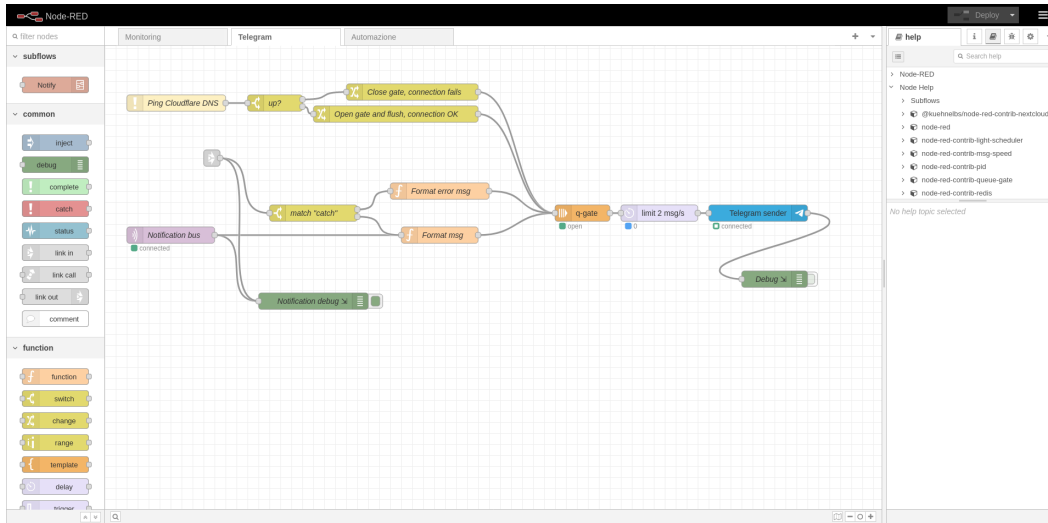 Node-RED
Deploy
filter nodes
Monitoring
Telegram
Automazione
help
i
Search help
subflows
Notify
common
inject
debug
complete
catch
status
link in
link call
link out
comment
function
function
switch
change
range
template
delay
trigger
Ping Cloudflare DNS
up?
Close gate, connection fails
Open gate and flush, connection OK
match "catch"
Format error msg
Notification bus
connected
Format msg
q-gate
open
limit 2 msg/s
0
Telegram sender
connected
Notification debug
Debug
Node-RED
Node Help
Subflows
@kuehnelbs/node-red-contrib-nextcloud
node-red
node-red-contrib-light-scheduler
node-red-contrib-msg-speed
node-red-contrib-pid
node-red-contrib-queue-gate
node-red-contrib-redis
No help topic selected